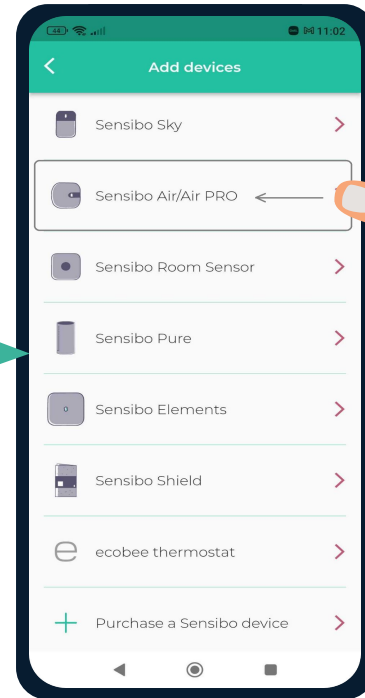 44 11:02
Add devices
Sensibo Sky
Sensibo Air/Air PRO
Sensibo Room Sensor
Sensibo Pure
Sensibo Elements
Sensibo Shield
ecobee thermostat
Purchase a Sensibo device